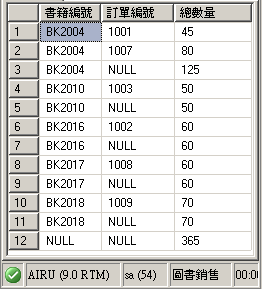 書籍編號 訂單編號 總數量
1 BK2004 1001 45
2 BK2004 1007 80
3 BK2004 NULL 125
4 BK2010 1003 50
5 BK2010 NULL 50
6 BK2016 1002 60
7 BK2016 NULL 60
8 BK2017 1008 60
9 BK2017 NULL 60
10 BK2018 1009 70
11 BK2018 NULL 70
12 NULL NULL 365
AIRU (9.0 RTM) sa (54) 圖書銷售 00:0